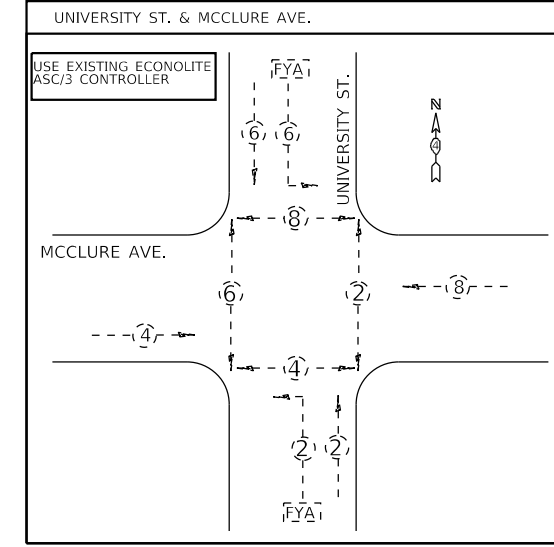 UNIVERSITY ST. & MCCLURE AVE.
USE EXISTING ECONOLITE
ASC/3 CONTROLLER
FYA
UNIVERSITY ST.
N
4
6 6
8
MCCLURE AVE.
6 2 8
4
4
2 2
FYA